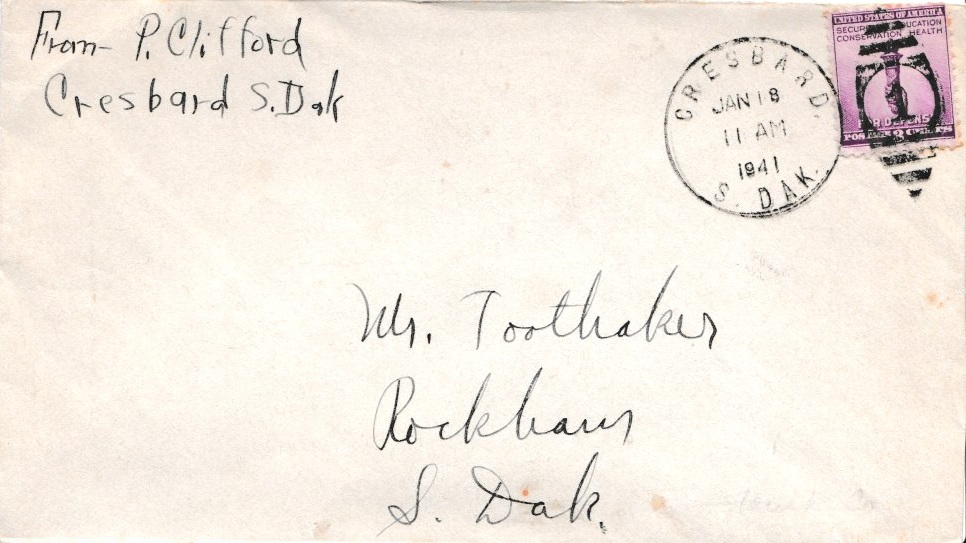 From- P. Clifford
Cresbard S. Dak
CRESBARD.
JAN 18
11 AM
1941
S. DAK.
UNITED STATES OF AMERICA
SECURITY EDUCATION
CONSERVATION HEALTH
FOR DEFENSE
POSTAGE 3 CENTS
1
Mr. Toothaker
Rockham
S. Dak.